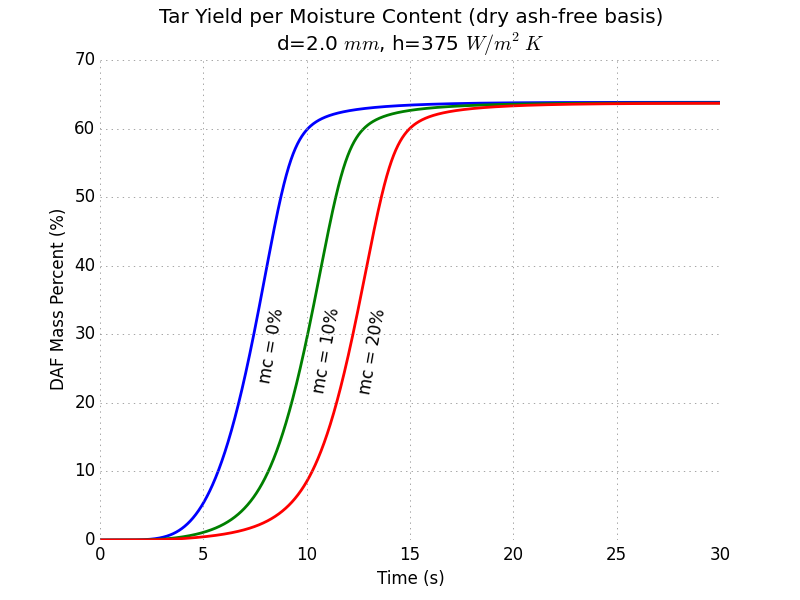 Tar Yield per Moisture Content (dry ash-free basis)
d=2.0 mm, h=375 W/m² K
70
60
50
40
30
20
10
0
DAF Mass Percent (%)
mc = 0%
mc = 10%
mc = 20%
0 5 10 15 20 25 30
Time (s)